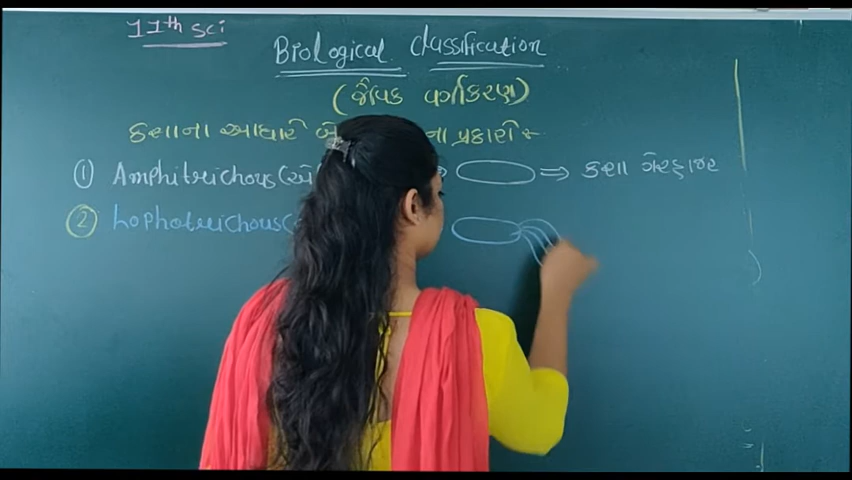 11th sci
Biological classification
(જૈવિક વર્ગીકરણ)
કશાના આધારે ના પ્રકારો :-
① Amphitrichous ⇒ કશા ગેરહાજર
② Lophotrichous